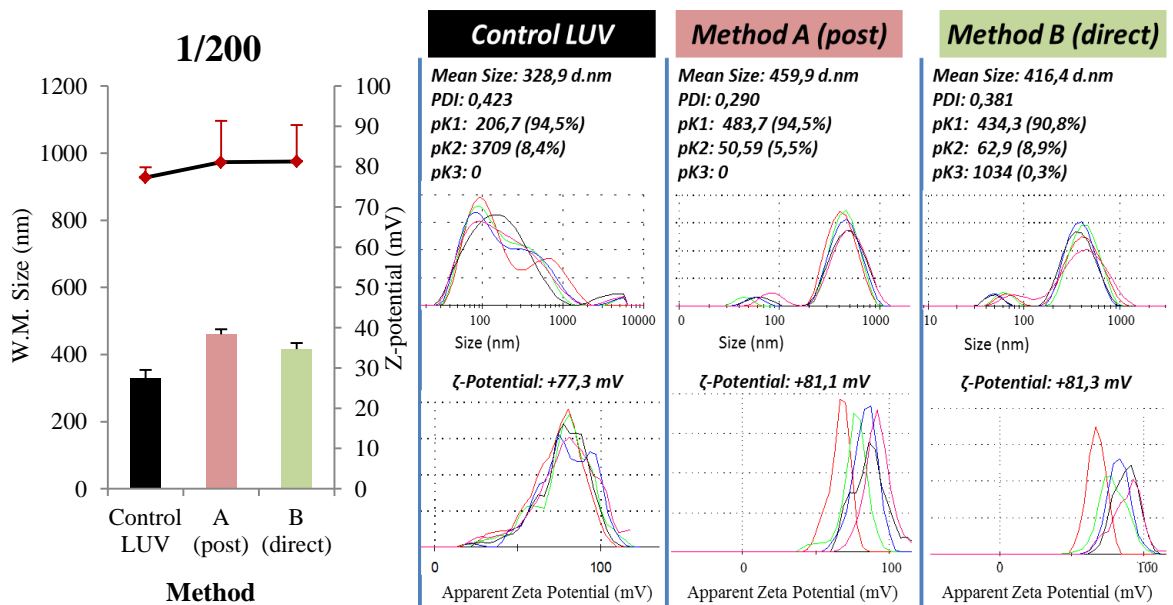 1/200
1200
1000
800
600
400
200
0
W.M. Size (nm)
100
90
80
70
60
50
40
30
20
10
0
Z-potential (mV)
Control LUV
A (post)
B (direct)
Method
Control LUV
Mean Size: 328,9 d.nm
PDI: 0,423
pK1: 206,7 (94,5%)
pK2: 3709 (8,4%)
pK3: 0
100 1000 10000
Size (nm)
ζ-Potential: +77,3 mV
0 100
Apparent Zeta Potential (mV)
Method A (post)
Mean Size: 459,9 d.nm
PDI: 0,290
pK1: 483,7 (94,5%)
pK2: 50,59 (5,5%)
pK3: 0
0 100 1000
Size (nm)
ζ-Potential: +81,1 mV
0 100
Apparent Zeta Potential (mV)
Method B (direct)
Mean Size: 416,4 d.nm
PDI: 0,381
pK1: 434,3 (90,8%)
pK2: 62,9 (8,9%)
pK3: 1034 (0,3%)
10 100 1000
Size (nm)
ζ-Potential: +81,3 mV
0 100
Apparent Zeta Potential (mV)